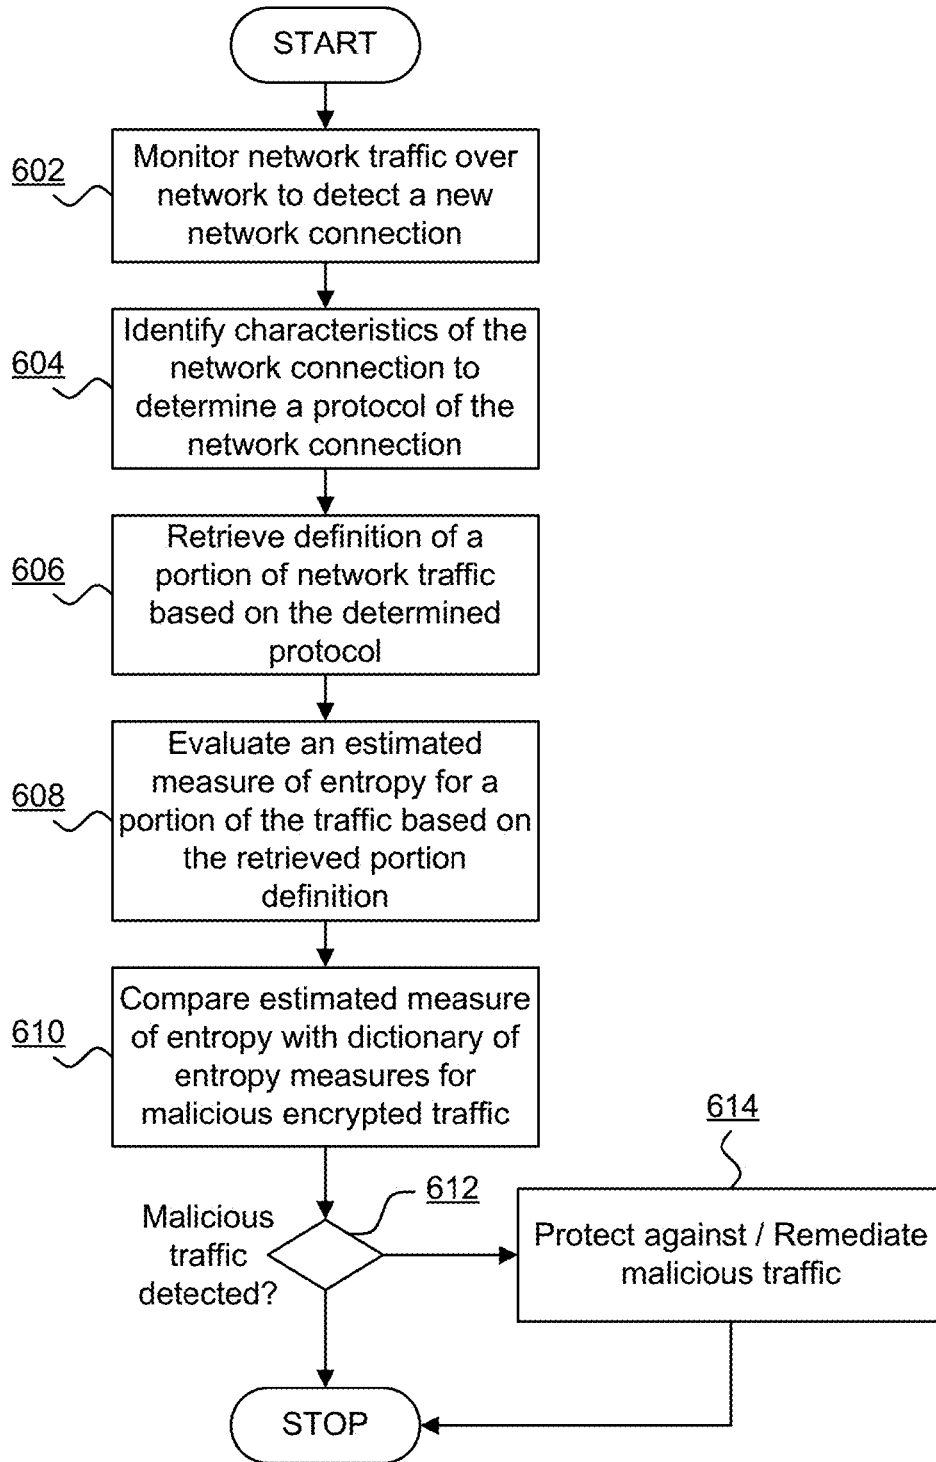 START
602
Monitor network traffic over
network to detect a new
network connection
604
Identify characteristics of the
network connection to
determine a protocol of the
network connection
606
Retrieve definition of a
portion of network traffic
based on the determined
protocol
608
Evaluate an estimated
measure of entropy for a
portion of the traffic based on
the retrieved portion
definition
610
Compare estimated measure
of entropy with dictionary of
entropy measures for
malicious encrypted traffic
612
Malicious
traffic
detected?
614
Protect against / Remediate
malicious traffic
STOP